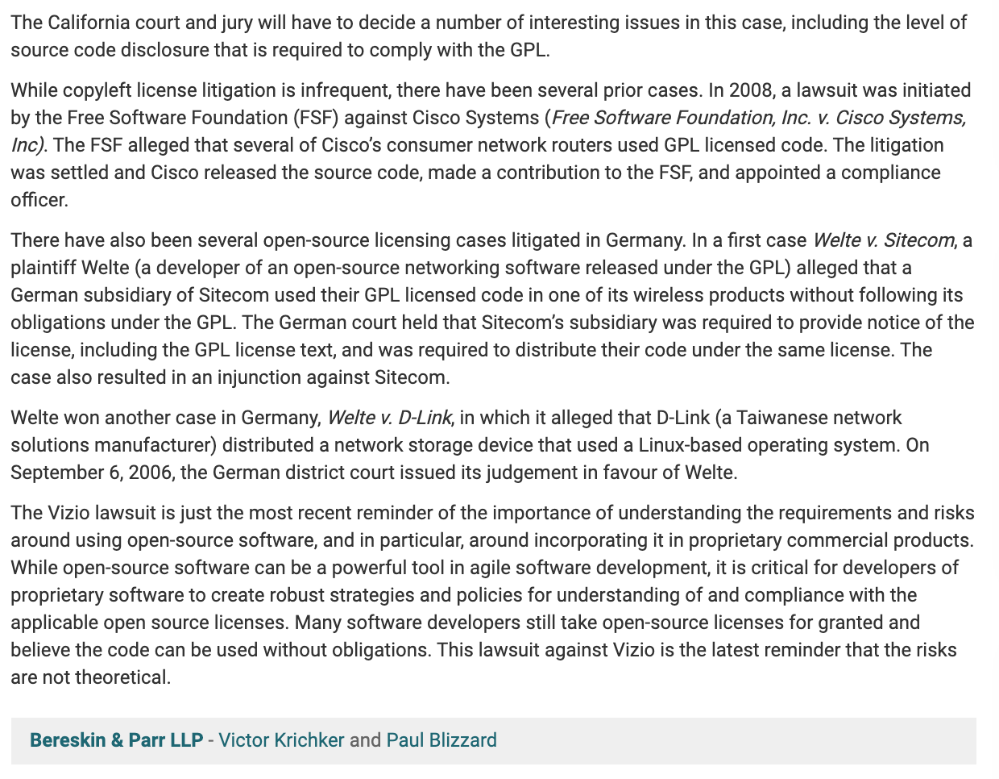 The California court and jury will have to decide a number of interesting issues in this case, including the level of
source code disclosure that is required to comply with the GPL.
While copyleft license litigation is infrequent, there have been several prior cases. In 2008, a lawsuit was initiated
by the Free Software Foundation (FSF) against Cisco Systems (Free Software Foundation, Inc. v. Cisco Systems,
Inc). The FSF alleged that several of Cisco’s consumer network routers used GPL licensed code. The litigation
was settled and Cisco released the source code, made a contribution to the FSF, and appointed a compliance
officer.
There have also been several open-source licensing cases litigated in Germany. In a first case Welte v. Sitecom, a
plaintiff Welte (a developer of an open-source networking software released under the GPL) alleged that a
German subsidiary of Sitecom used their GPL licensed code in one of its wireless products without following its
obligations under the GPL. The German court held that Sitecom’s subsidiary was required to provide notice of the
license, including the GPL license text, and was required to distribute their code under the same license. The
case also resulted in an injunction against Sitecom.
Welte won another case in Germany, Welte v. D-Link, in which it alleged that D-Link (a Taiwanese network
solutions manufacturer) distributed a network storage device that used a Linux-based operating system. On
September 6, 2006, the German district court issued its judgement in favour of Welte.
The Vizio lawsuit is just the most recent reminder of the importance of understanding the requirements and risks
around using open-source software, and in particular, around incorporating it in proprietary commercial products.
While open-source software can be a powerful tool in agile software development, it is critical for developers of
proprietary software to create robust strategies and policies for understanding of and compliance with the
applicable open source licenses. Many software developers still take open-source licenses for granted and
believe the code can be used without obligations. This lawsuit against Vizio is the latest reminder that the risks
are not theoretical.
Bereskin & Parr LLP - Victor Krichker and Paul Blizzard